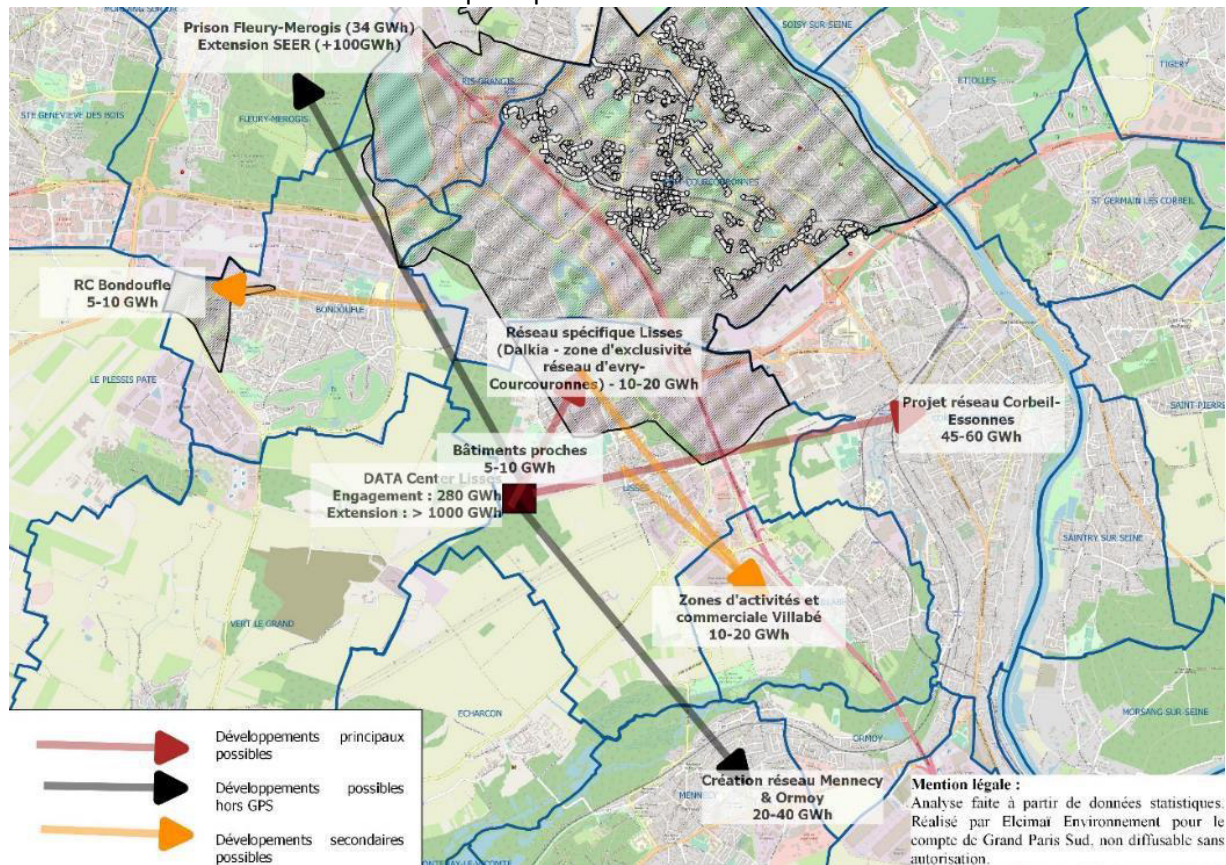 Prison Fleury-Merogis (34 GWh)
Extension SEER (+100GWh)
SOISY SUR SEINE
TIGERY
ETIOLLES
RIS-ORANGIS
STE GENEVIEVE DES BOIS
FLEURY-MEROGIS
COURCOURONNES
ST GERMAIN LES CORBEIL
RC Bondoufle
5-10 GWh
BONDOUFLE
Réseau spécifique Lisses
(Dalkia - zone d'exclusivité
réseau d'evry-
Courcouronnes) - 10-20 GWh
LE PLESSIS PATE
SAINT PIERRE
Projet réseau Corbeil-
Essonnes
45-60 GWh
Bâtiments proches
5-10 GWh
DATA Center Lisses
Engagement : 280 GWh
Extension : > 1000 GWh
LISSES
SAINTRY SUR SEINE
Zones d'activités et
commerciale Villabé
10-20 GWh
VERT LE GRAND
ECHARCON
MORSANG SUR SEINE
ORMOY
MENNECY
Création réseau Mennecy
& Ormoy
20-40 GWh
Développements principaux
possibles
Développements possibles
hors GPS
Dévelopements secondaires
possibles
Mention légale :
Analyse faite à partir de données statistiques.
Réalisé par Elcimaï Environnement pour le
compte de Grand Paris Sud, non diffusable sans
autorisation.